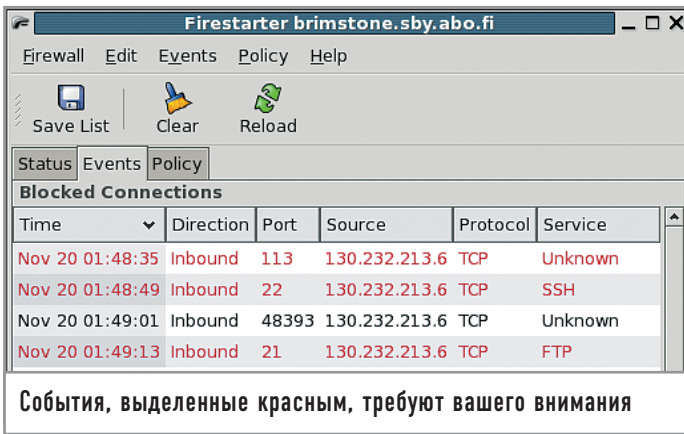 Firestarter brimstone.sby.abo.fi
Firewall Edit Events Policy Help
Save List Clear Reload
Status Events Policy
Blocked Connections
Time Direction Port Source Protocol Service
Nov 20 01:48:35 Inbound 113 130.232.213.6 TCP Unknown
Nov 20 01:48:49 Inbound 22 130.232.213.6 TCP SSH
Nov 20 01:49:01 Inbound 48393 130.232.213.6 TCP Unknown
Nov 20 01:49:13 Inbound 21 130.232.213.6 TCP FTP
События, выделенные красным, требуют вашего внимания